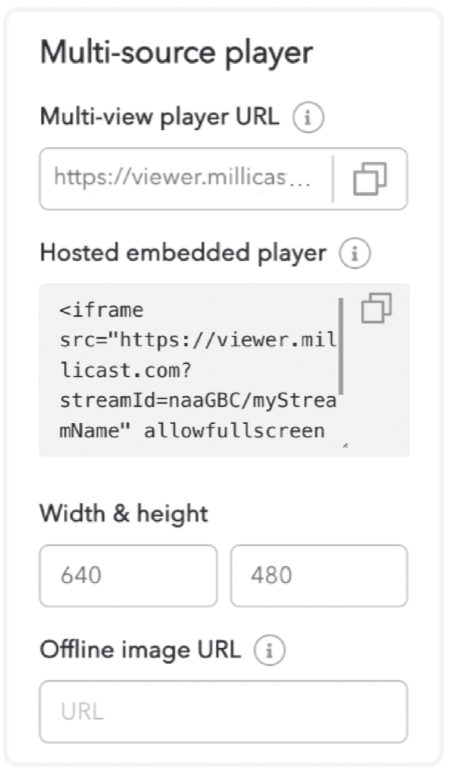 Multi-source player
Multi-view player URL
https://viewer.millicas...
Hosted embedded player
<iframe
src="https://viewer.mil
licast.com?
streamId=naaGBC/myStrea
mName" allowfullscreen
Width & height
640 480
Offline image URL
URL